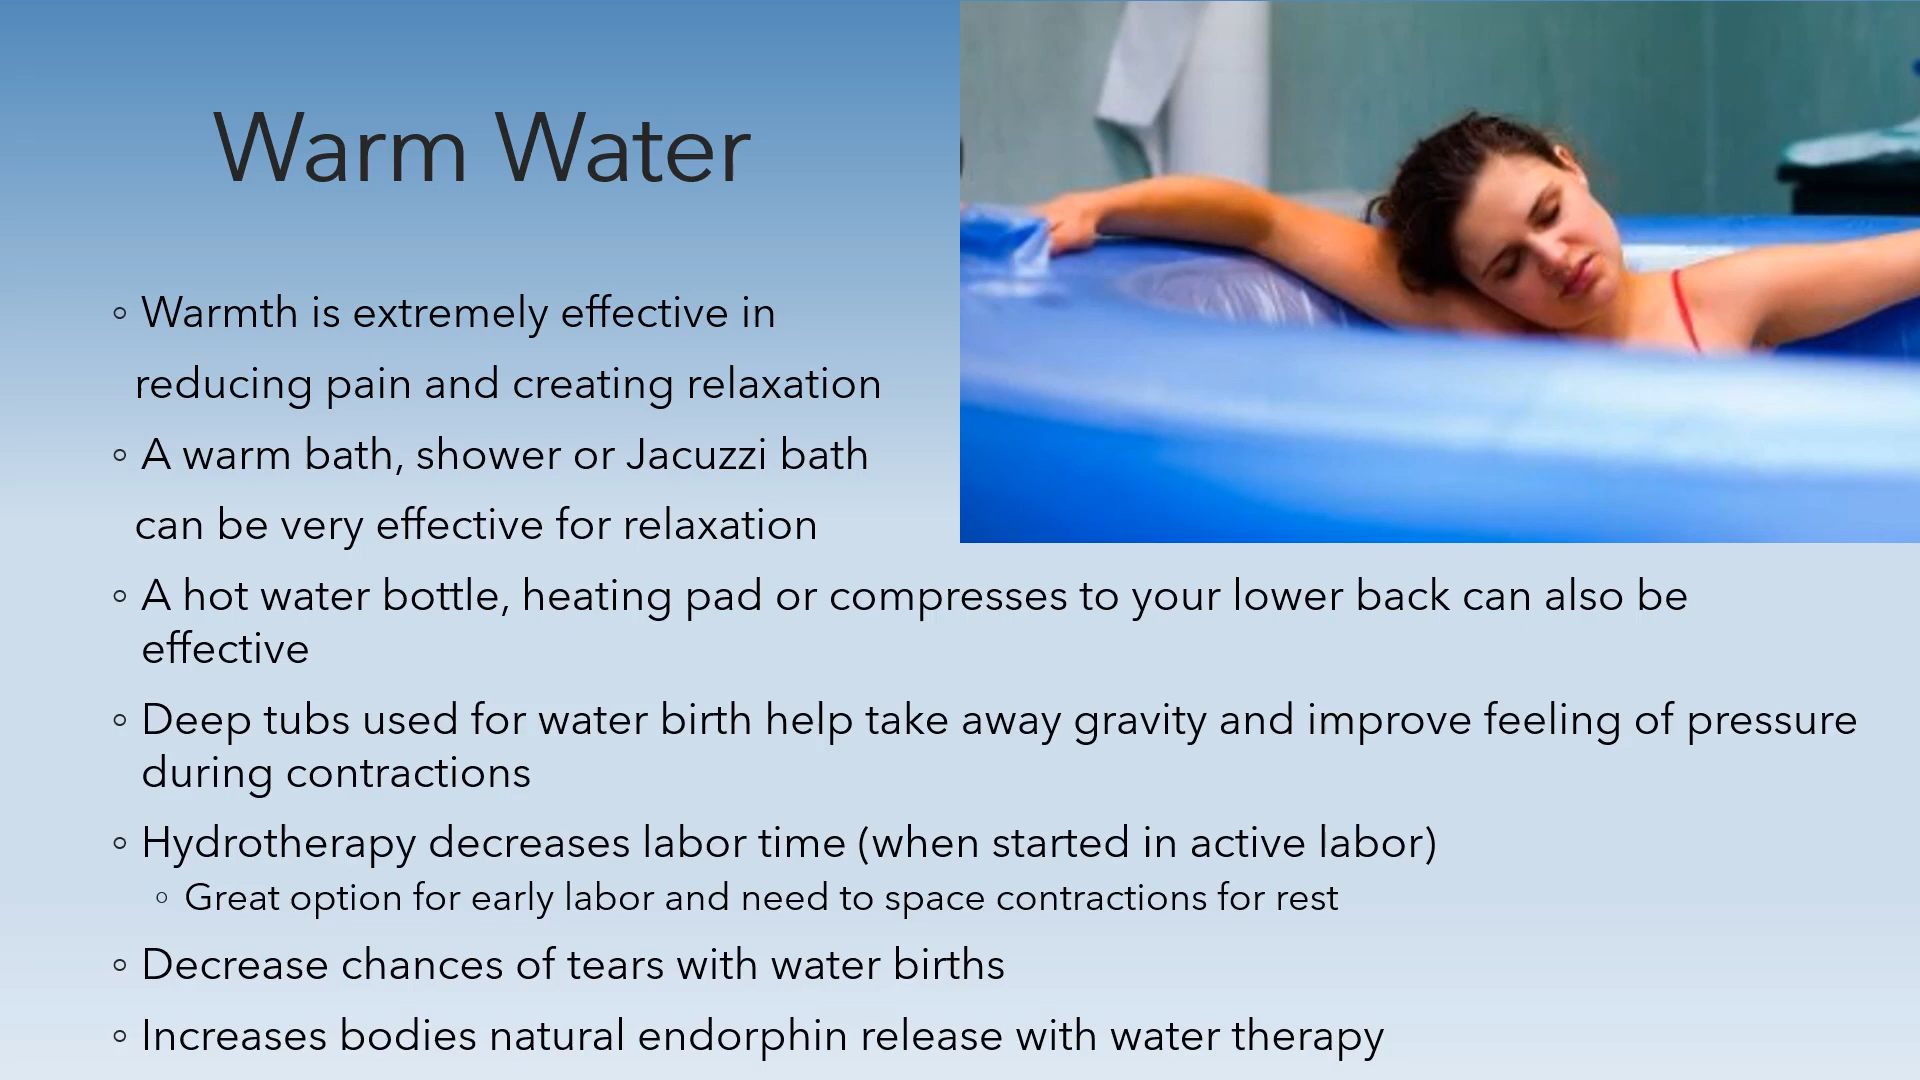 Warm Water
◦ Warmth is extremely effective in
reducing pain and creating relaxation
◦ A warm bath, shower or Jacuzzi bath
can be very effective for relaxation
◦ A hot water bottle, heating pad or compresses to your lower back can also be
effective
◦ Deep tubs used for water birth help take away gravity and improve feeling of pressure
during contractions
◦ Hydrotherapy decreases labor time (when started in active labor)
◦ Great option for early labor and need to space contractions for rest
◦ Decrease chances of tears with water births
◦ Increases bodies natural endorphin release with water therapy